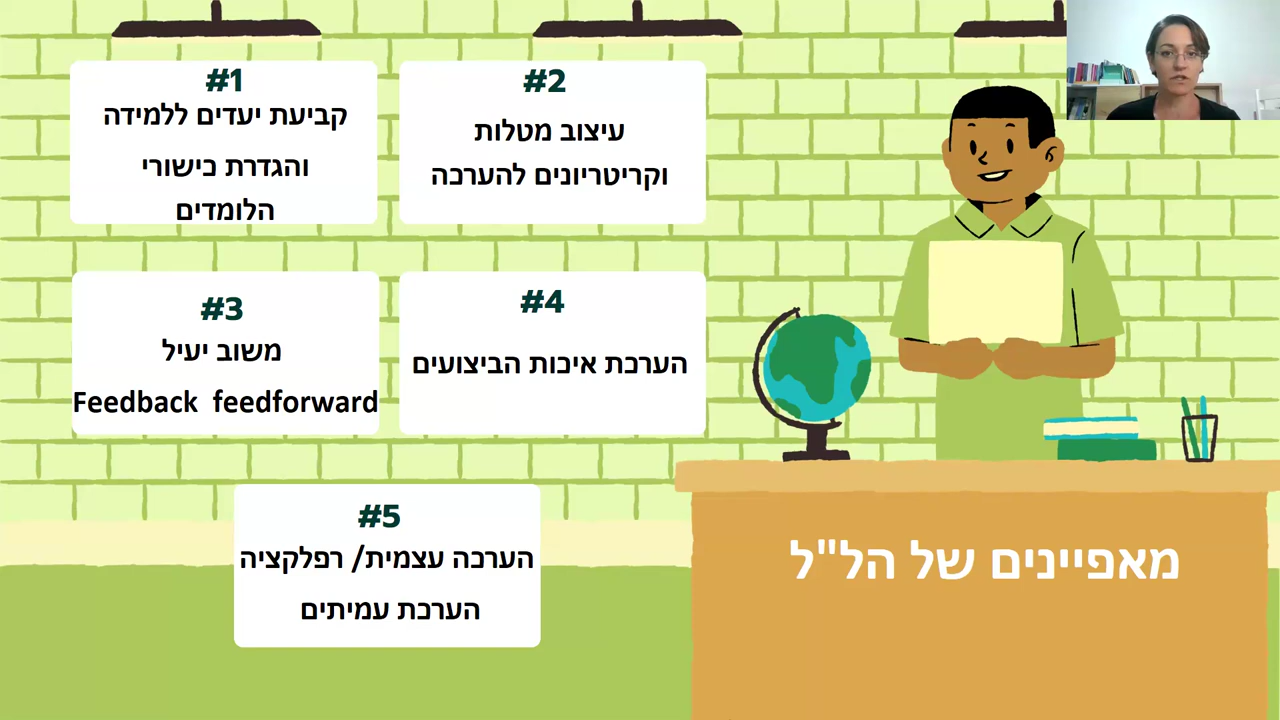 #1
קביעת יעדים ללמידה
והגדרת כישורי
הלומדים
#2
עיצוב מטלות
וקריטריונים להערכה
#3
משוב יעיל
Feedback feedforward
#4
הערכת איכות הביצועים
#5
הערכה עצמית/ רפלקציה
הערכת עמיתים
מאפיינים של הל"ל